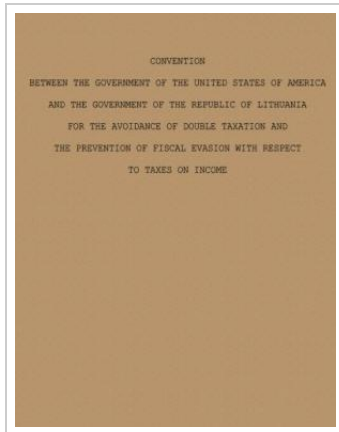 CONVENTION
BETWEEN THE GOVERNMENT OF THE UNITED STATES OF AMERICA
AND THE GOVERNMENT OF THE REPUBLIC OF LITHUANIA
FOR THE AVOIDANCE OF DOUBLE TAXATION AND
THE PREVENTION OF FISCAL EVASION WITH RESPECT
TO TAXES ON INCOME